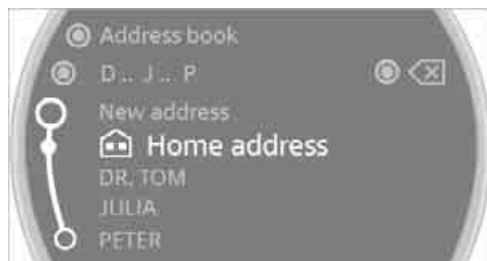 Address book
D .. J .. P
New address
Home address
DR. TOM
JULIA
PETER